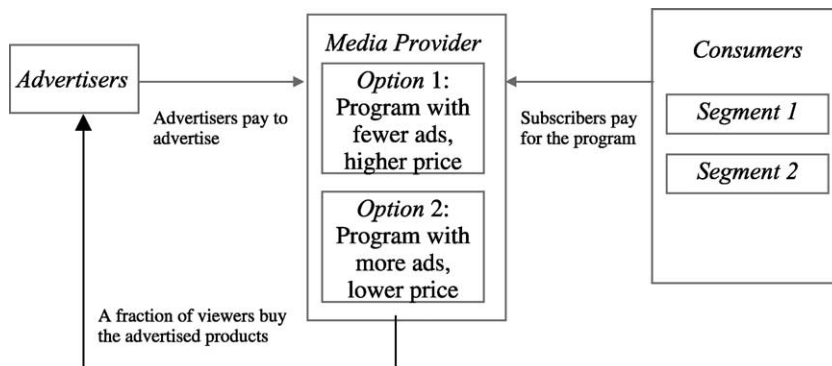 Advertisers
Advertisers pay to
advertise
A fraction of viewers buy
the advertised products
Media Provider
Option 1:
Program with
fewer ads,
higher price
Option 2:
Program with
more ads,
lower price
Subscribers pay
for the program
Consumers
Segment 1
Segment 2